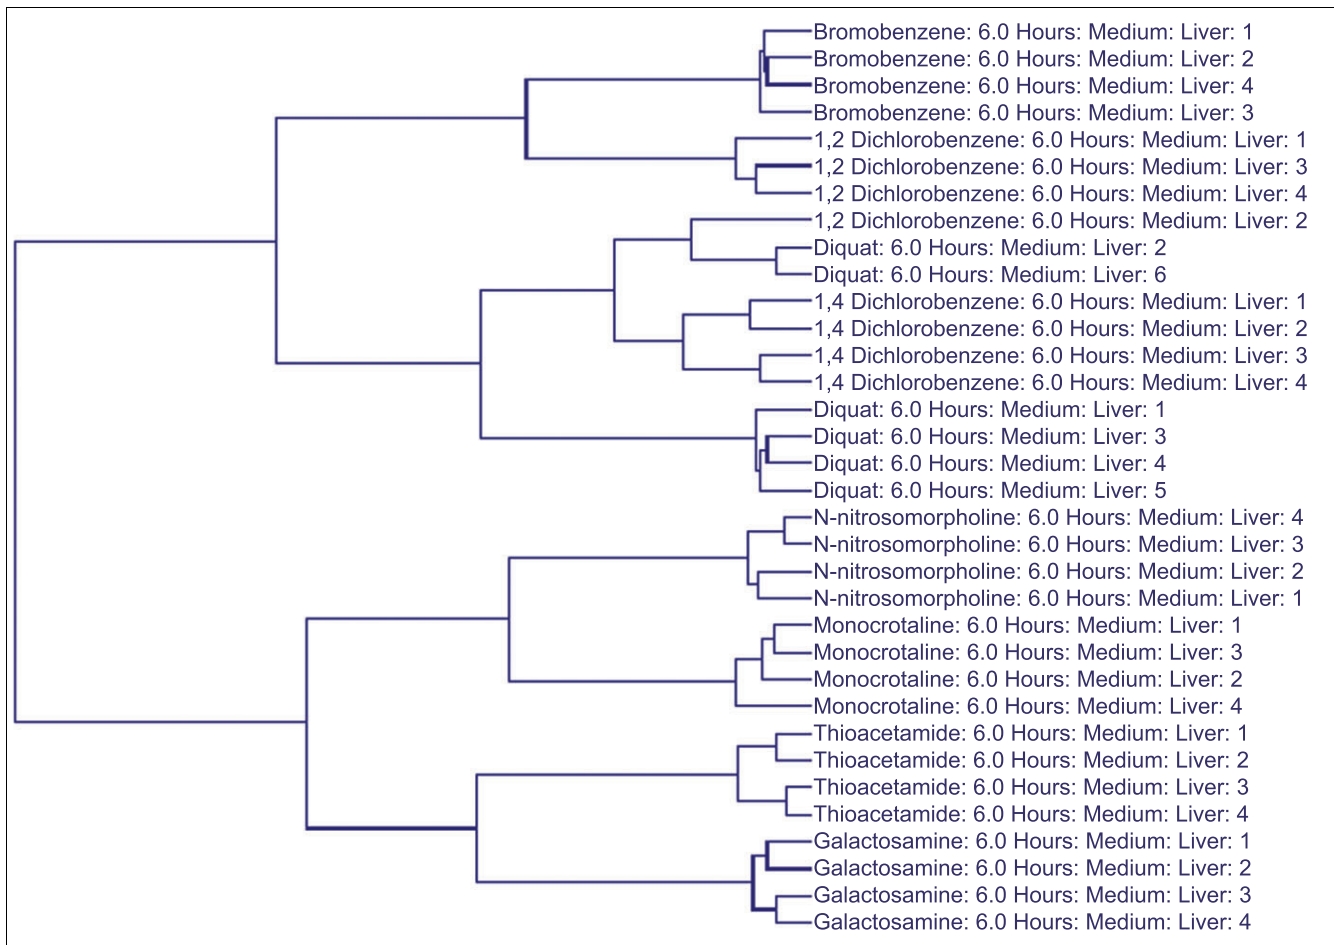 Bromobenzene: 6.0 Hours: Medium: Liver: 1
Bromobenzene: 6.0 Hours: Medium: Liver: 2
Bromobenzene: 6.0 Hours: Medium: Liver: 4
Bromobenzene: 6.0 Hours: Medium: Liver: 3
1,2 Dichlorobenzene: 6.0 Hours: Medium: Liver: 1
1,2 Dichlorobenzene: 6.0 Hours: Medium: Liver: 3
1,2 Dichlorobenzene: 6.0 Hours: Medium: Liver: 4
1,2 Dichlorobenzene: 6.0 Hours: Medium: Liver: 2
Diquat: 6.0 Hours: Medium: Liver: 2
Diquat: 6.0 Hours: Medium: Liver: 6
1,4 Dichlorobenzene: 6.0 Hours: Medium: Liver: 1
1,4 Dichlorobenzene: 6.0 Hours: Medium: Liver: 2
1,4 Dichlorobenzene: 6.0 Hours: Medium: Liver: 3
1,4 Dichlorobenzene: 6.0 Hours: Medium: Liver: 4
Diquat: 6.0 Hours: Medium: Liver: 1
Diquat: 6.0 Hours: Medium: Liver: 3
Diquat: 6.0 Hours: Medium: Liver: 4
Diquat: 6.0 Hours: Medium: Liver: 5
N-nitrosomorpholine: 6.0 Hours: Medium: Liver: 4
N-nitrosomorpholine: 6.0 Hours: Medium: Liver: 3
N-nitrosomorpholine: 6.0 Hours: Medium: Liver: 2
N-nitrosomorpholine: 6.0 Hours: Medium: Liver: 1
Monocrotaline: 6.0 Hours: Medium: Liver: 1
Monocrotaline: 6.0 Hours: Medium: Liver: 3
Monocrotaline: 6.0 Hours: Medium: Liver: 2
Monocrotaline: 6.0 Hours: Medium: Liver: 4
Thioacetamide: 6.0 Hours: Medium: Liver: 1
Thioacetamide: 6.0 Hours: Medium: Liver: 2
Thioacetamide: 6.0 Hours: Medium: Liver: 3
Thioacetamide: 6.0 Hours: Medium: Liver: 4
Galactosamine: 6.0 Hours: Medium: Liver: 1
Galactosamine: 6.0 Hours: Medium: Liver: 2
Galactosamine: 6.0 Hours: Medium: Liver: 3
Galactosamine: 6.0 Hours: Medium: Liver: 4